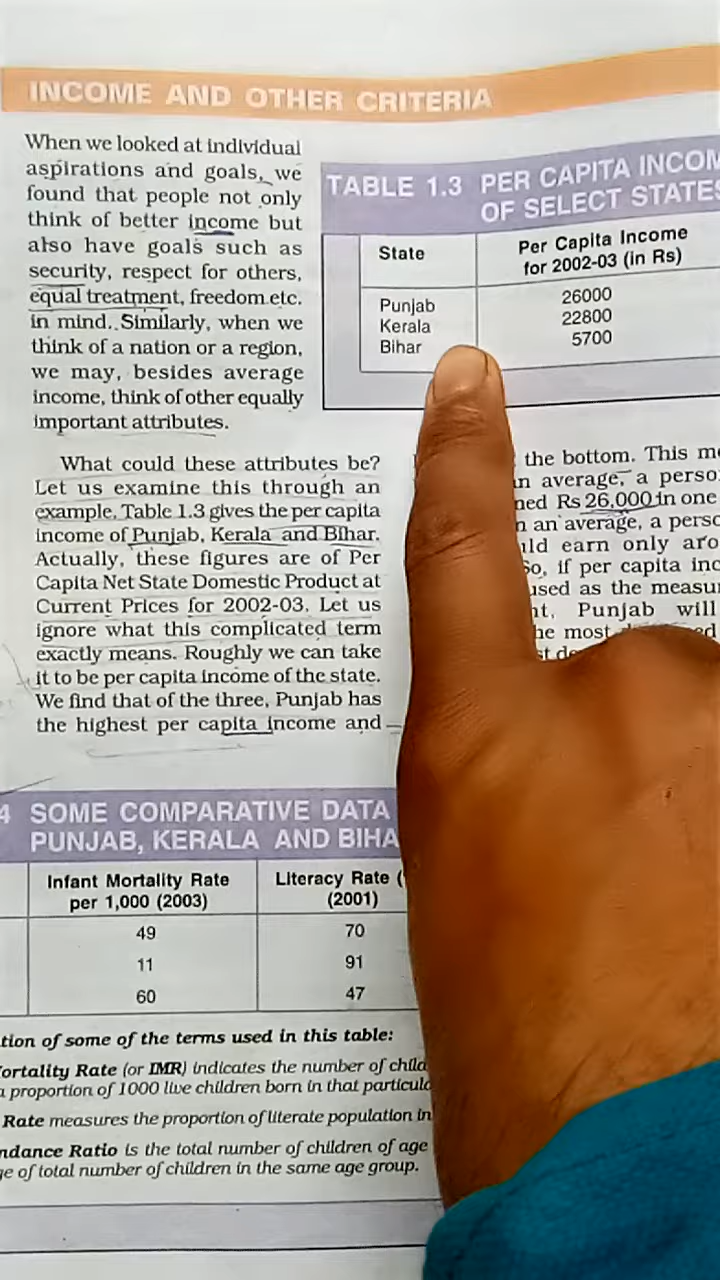 INCOME AND OTHER CRITERIA
When we looked at individual
aspirations and goals, we
found that people not only
think of better income but
also have goals such as
security, respect for others,
equal treatment, freedom etc.
in mind. Similarly, when we
think of a nation or a region,
we may, besides average
income, think of other equally
important attributes.
What could these attributes be?
Let us examine this through an
example. Table 1.3 gives the per capita
income of Punjab, Kerala and Bihar.
Actually, these figures are of Per
Capita Net State Domestic Product at
Current Prices for 2002-03. Let us
ignore what this complicated term
exactly means. Roughly we can take
it to be per capita income of the state.
We find that of the three, Punjab has
the highest per capita income and
TABLE 1.3 PER CAPITA INCOM
OF SELECT STATES
State Per Capita Income
for 2002-03 (in Rs)
Punjab 26000
Kerala 22800
Bihar 5700
the bottom. This
average, a perso
Rs 26,000 in one
an average, a perso
earn only aro
if per capita inc
used as the measu
Punjab will
most
4 SOME COMPARATIVE DATA
PUNJAB, KERALA AND BIHA
Infant Mortality Rate Literacy Rate (
per 1,000 (2003) (2001)
49 70
11 91
60 47
tion of some of the terms used in this table:
ortality Rate (or IMR) indicates the number of child
a proportion of 1000 live children born in that particul
Rate measures the proportion of literate population in
ndance Ratio is the total number of children of age
ge of total number of children in the same age group.